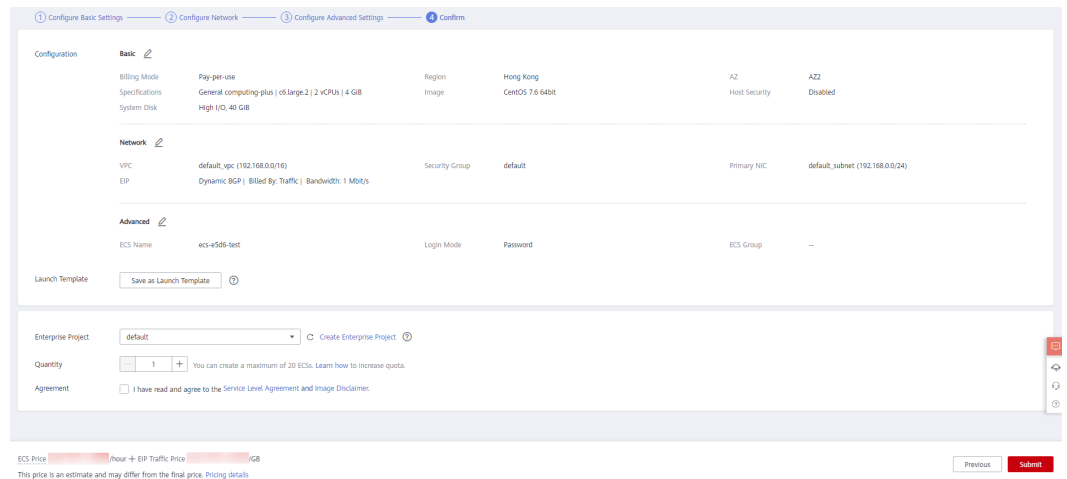 1 Configure Basic Settings 2 Configure Network 3 Configure Advanced Settings 4 Confirm
Configuration Basic
Billing Mode Pay-per-use Region Hong Kong AZ AZ2
Specifications General computing-plus | c6.large.2 | 2 vCPUs | 4 GiB Image CentOS 7.6 64bit Host Security Disabled
System Disk High I/O, 40 GiB
Network
VPC default_vpc (192.168.0.0/16) Security Group default Primary NIC default_subnet (192.168.0.0/24)
EIP Dynamic BGP | Billed By: Traffic | Bandwidth: 1 Mbit/s
Advanced
ECS Name ecs-e5d6-test Login Mode Password ECS Group --
Launch Template Save as Launch Template ?
Enterprise Project default Create Enterprise Project ?
Quantity − 1 + You can create a maximum of 20 ECSs. Learn how to increase quota.
Agreement I have read and agree to the Service Level Agreement and Image Disclaimer.
ECS Price /hour + EIP Traffic Price /GB
This price is an estimate and may differ from the final price. Pricing details
Previous Submit